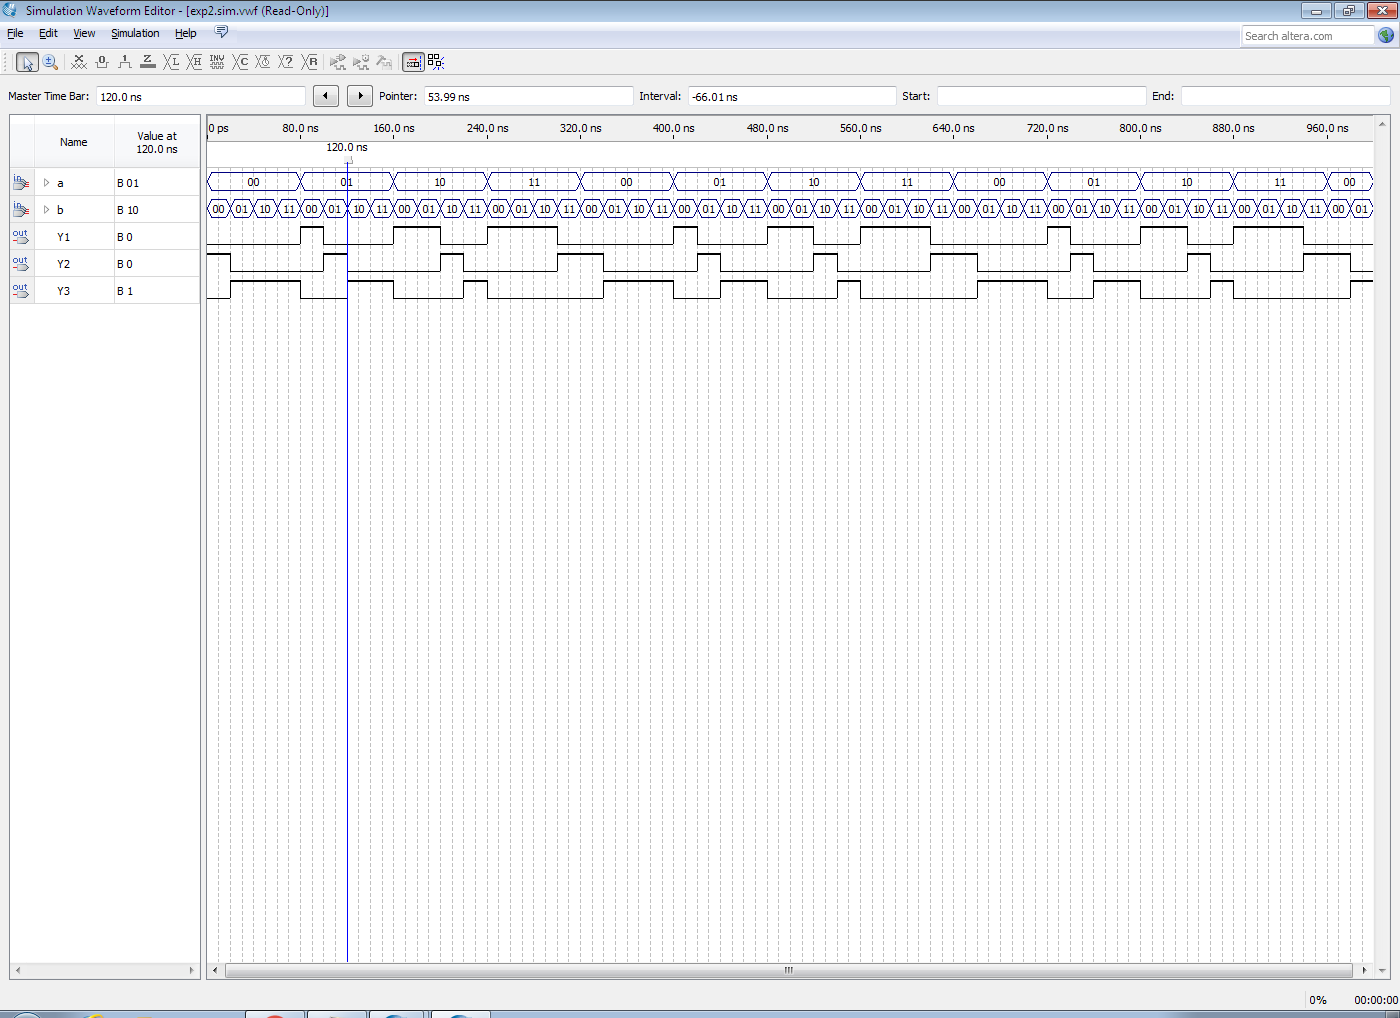 Simulation Waveform Editor - [exp2.sim.vwf (Read-Only)]
File Edit View Simulation Help
Search altera.com
Master Time Bar: 120.0 ns Pointer: 53.99 ns Interval: -66.01 ns Start: End:
Name Value at 120.0 ns
0 ps 80.0 ns 160.0 ns 240.0 ns 320.0 ns 400.0 ns 480.0 ns 560.0 ns 640.0 ns 720.0 ns 800.0 ns 880.0 ns 960.0 ns
120.0 ns
in a B 01 00 01 10 11 00 01 10 11 00 01 10 11 00
in b B 10 00 01 10 11 00 01 10 11 00 01 10 11 00 01 10 11 00 01 10 11 00 01 10 11 00 01 10 11 00 01 10 11 00 01 10 11 00 01 10 11 00 01 10 11 00 01 10 11 00 01
out Y1 B 0
out Y2 B 0
out Y3 B 1
0% 00:00:00